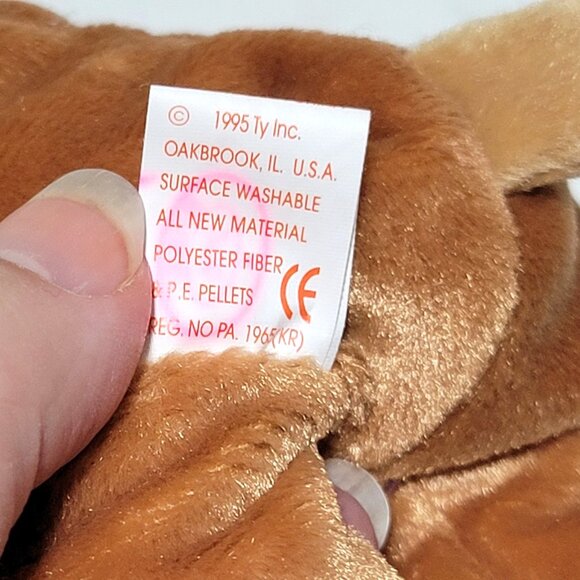 © 1995 Ty Inc.
OAKBROOK, IL. U.S.A.
SURFACE WASHABLE
ALL NEW MATERIAL
POLYESTER FIBER
& P.E. PELLETS CE
REG. NO PA. 1965(KR)